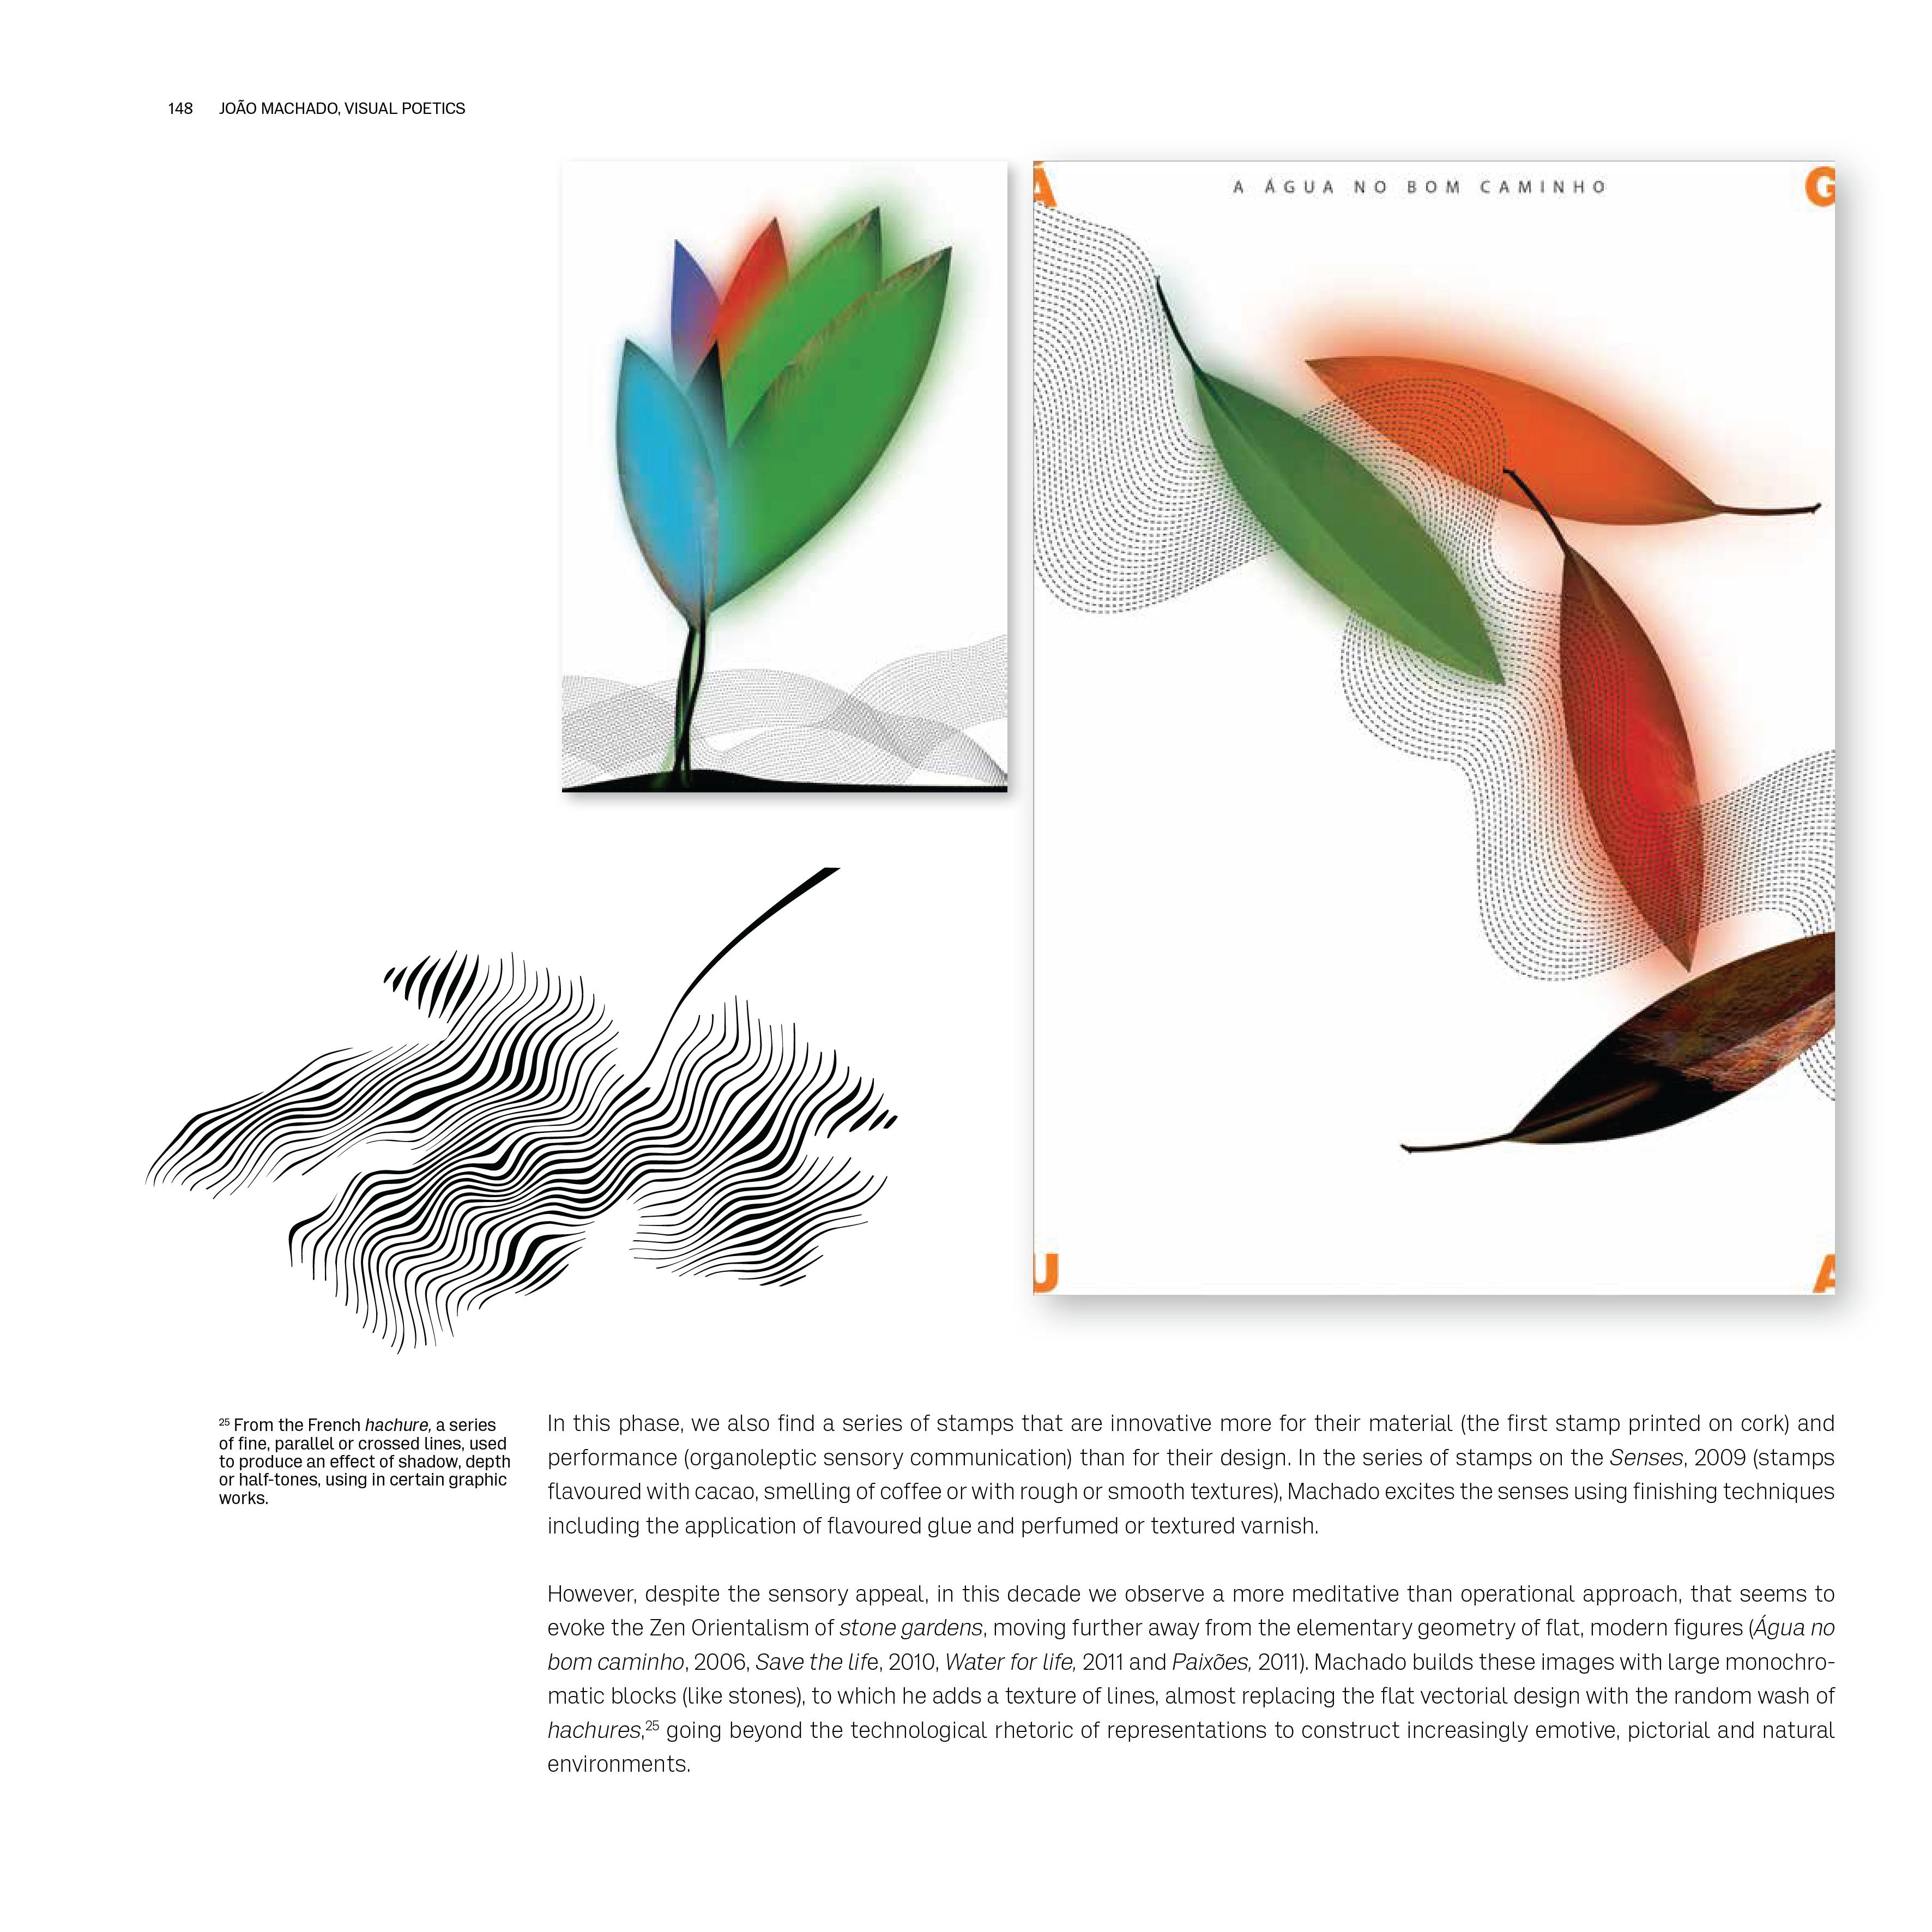 148 JOÃO MACHADO, VISUAL POETICS
Á G
A ÁGUA NO BOM CAMINHO
U A
25 From the French hachure, a series
of fine, parallel or crossed lines, used
to produce an effect of shadow, depth
or half-tones, using in certain graphic
works.
In this phase, we also find a series of stamps that are innovative more for their material (the first stamp printed on cork) and
performance (organoleptic sensory communication) than for their design. In the series of stamps on the Senses, 2009 (stamps
flavoured with cacao, smelling of coffee or with rough or smooth textures), Machado excites the senses using finishing techniques
including the application of flavoured glue and perfumed or textured varnish.
However, despite the sensory appeal, in this decade we observe a more meditative than operational approach, that seems to
evoke the Zen Orientalism of stone gardens, moving further away from the elementary geometry of flat, modern figures (Água no
bom caminho, 2006, Save the life, 2010, Water for life, 2011 and Paixões, 2011). Machado builds these images with large monochro-
matic blocks (like stones), to which he adds a texture of lines, almost replacing the flat vectorial design with the random wash of
hachures,25 going beyond the technological rhetoric of representations to construct increasingly emotive, pictorial and natural
environments.